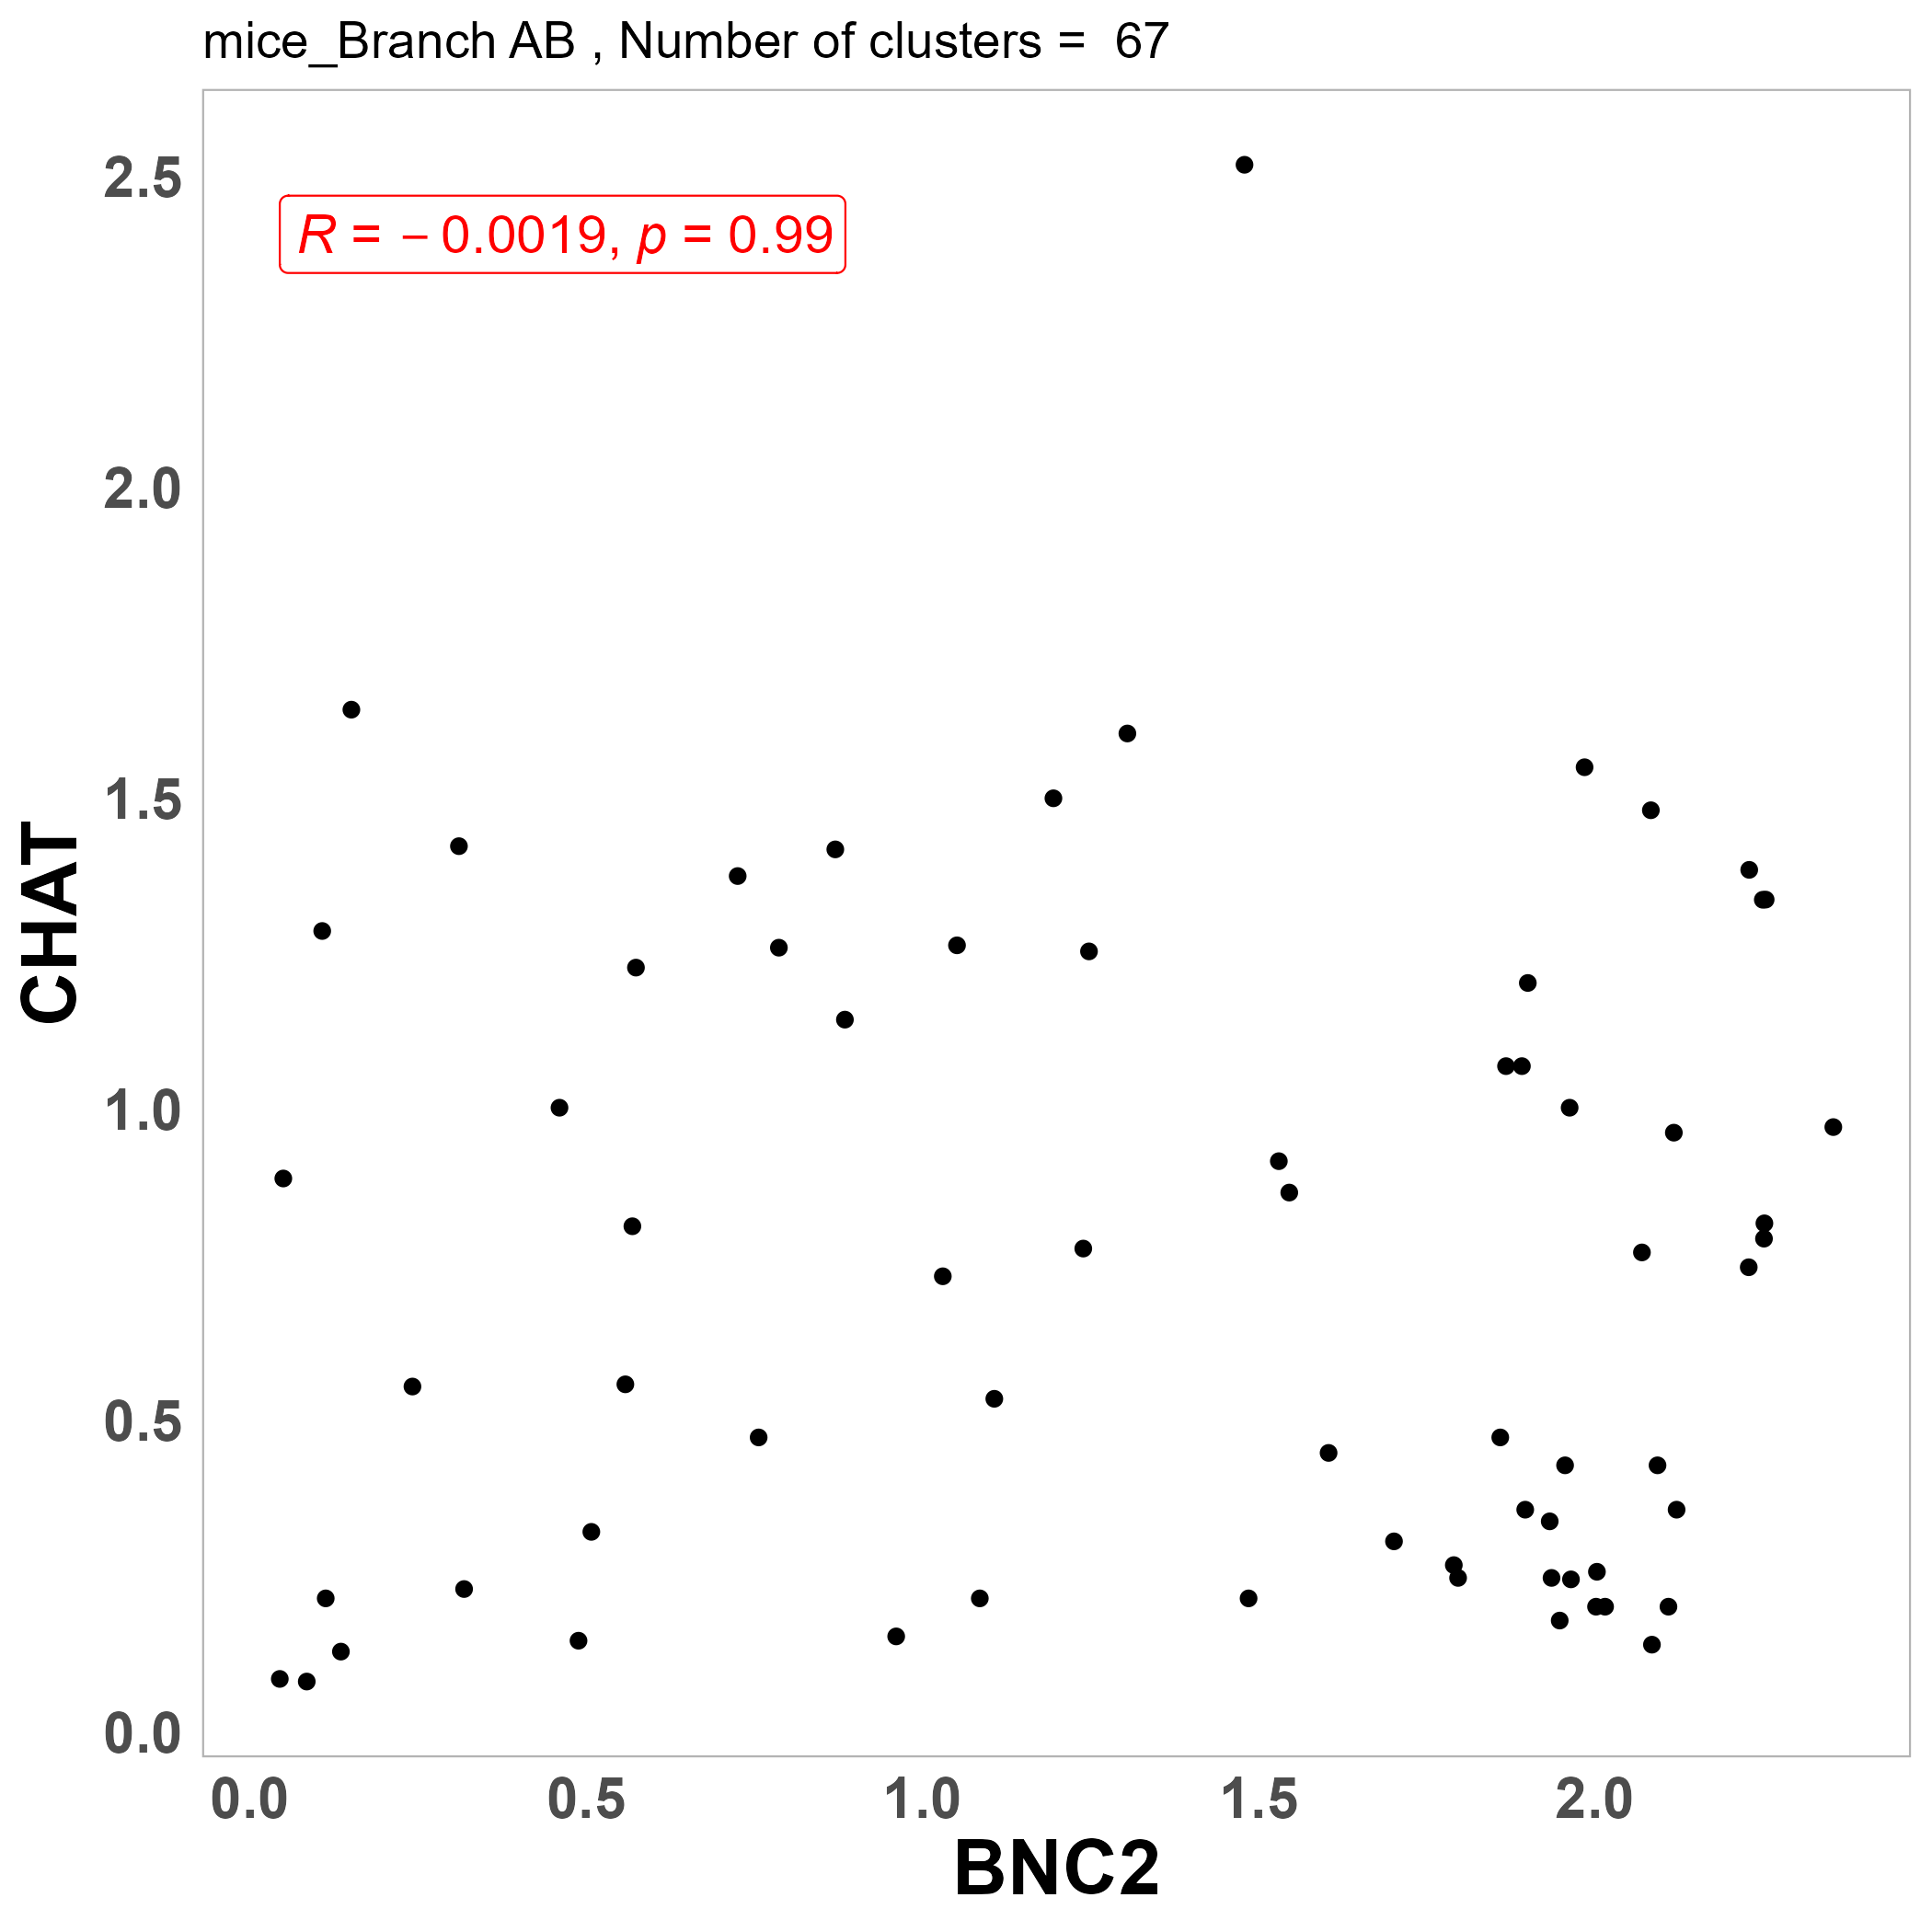 mice_Branch AB , Number of clusters =  67
R = − 0.0019, p = 0.99
2.5
2.0
1.5
1.0
0.5
0.0
CHAT
0.0 0.5 1.0 1.5 2.0
BNC2